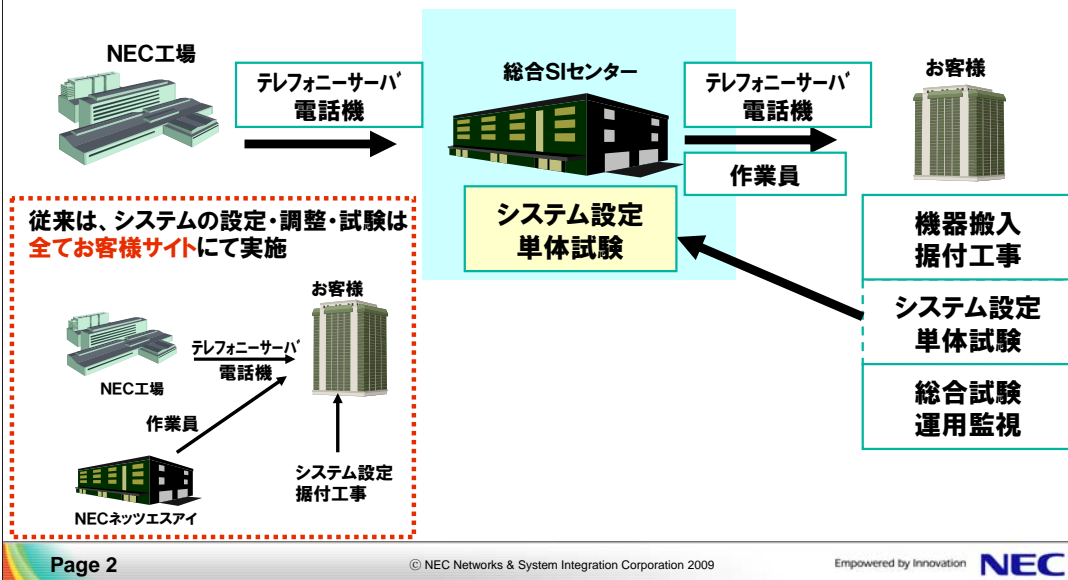 NEC工場
テレフォニーサーバ
電話機
総合SIセンター
システム設定
単体試験
テレフォニーサーバ
電話機
作業員
お客様
機器搬入
据付工事
システム設定
単体試験
総合試験
運用監視
従来は、システムの設定・調整・試験は
全てお客様サイトにて実施
お客様
テレフォニーサーバ
電話機
NEC工場
作業員
システム設定
据付工事
NECネッツエスアイ
Page 2
© NEC Networks & System Integration Corporation 2009
Empowered by Innovation NEC